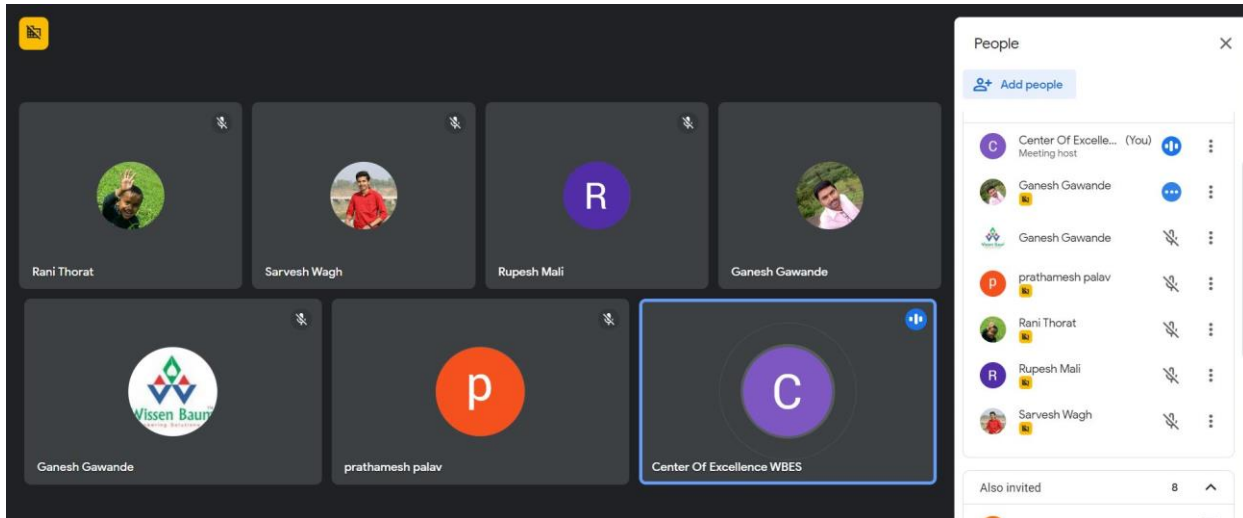 R
Rani Thorat
Sarvesh Wagh
Rupesh Mali
Ganesh Gawande
Wissen Baum
p
C
Ganesh Gawande
prathamesh palav
Center Of Excellence WBES
People
Add people
C
Center Of Excelle... (You)
Meeting host
Ganesh Gawande
Ganesh Gawande
p
prathamesh palav
Rani Thorat
R
Rupesh Mali
Sarvesh Wagh
Also invited 8